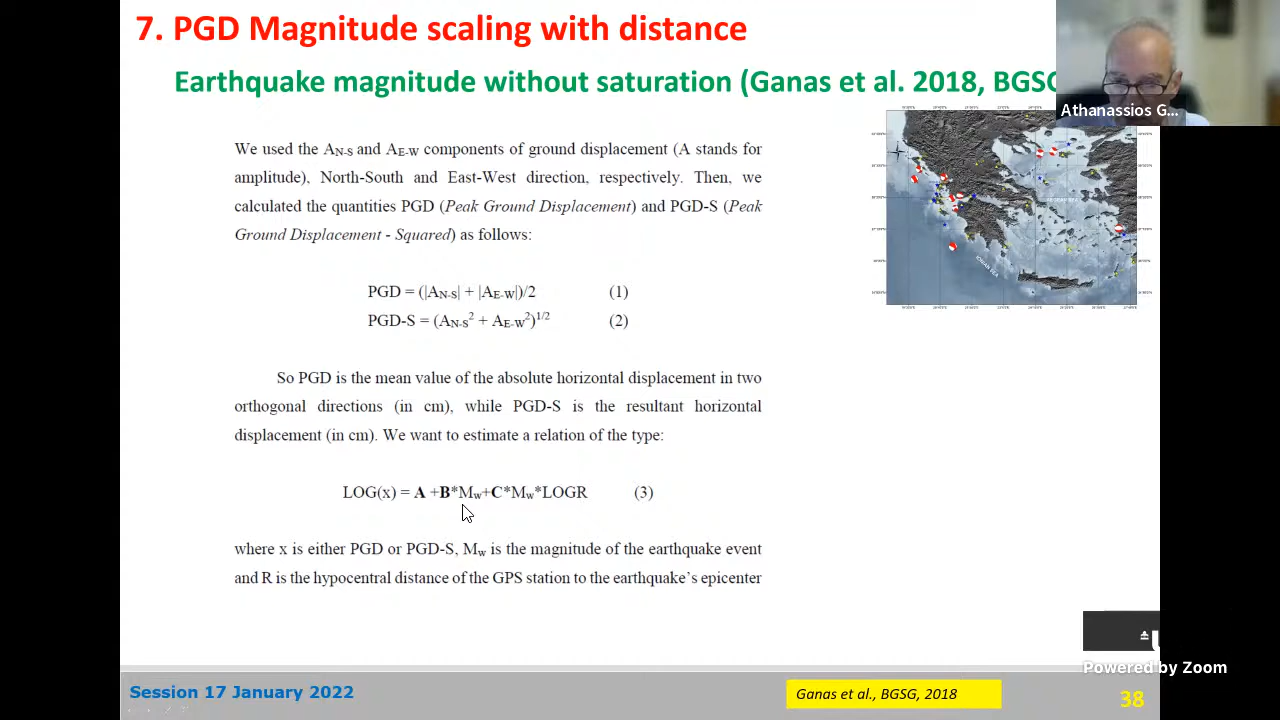 7. PGD Magnitude scaling with distance
Earthquake magnitude without saturation (Ganas et al. 2018, BGSG
Athanassios G...
We used the AN-S and AE-W components of ground displacement (A stands for
amplitude), North-South and East-West direction, respectively. Then, we
calculated the quantities PGD (Peak Ground Displacement) and PGD-S (Peak
Ground Displacement - Squared) as follows:
PGD = (|AN-S| + |AE-W|)/2 (1)
PGD-S = (AN-S² + AE-W²)^1/2 (2)
So PGD is the mean value of the absolute horizontal displacement in two
orthogonal directions (in cm), while PGD-S is the resultant horizontal
displacement (in cm). We want to estimate a relation of the type:
LOG(x) = A +B*Mw+C*Mw*LOGR (3)
where x is either PGD or PGD-S, Mw is the magnitude of the earthquake event
and R is the hypocentral distance of the GPS station to the earthquake's epicenter
AEGEAN SEA
IONIAN SEA
Powered by Zoom
Session 17 January 2022
Ganas et al., BGSG, 2018
38